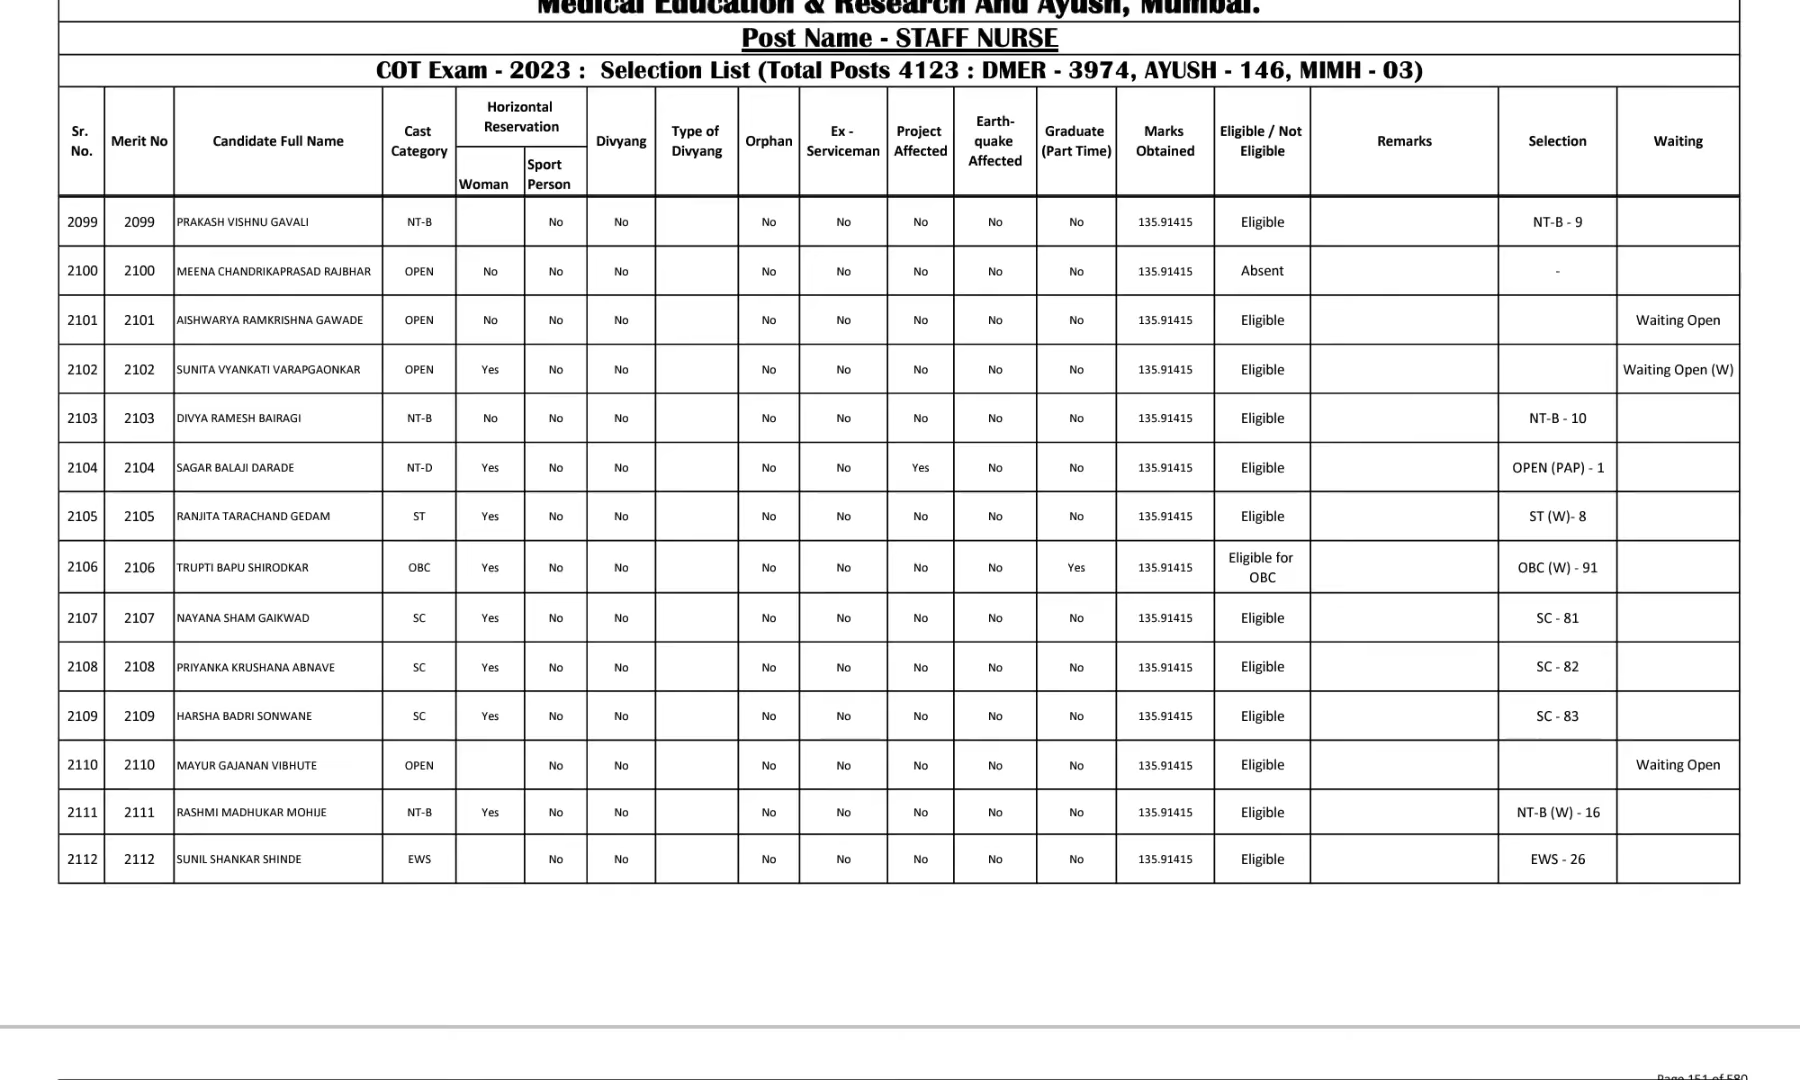 Medical Education & Research And Ayush, Mumbai.
Post Name - STAFF NURSE
COT Exam - 2023 : Selection List (Total Posts 4123 : DMER - 3974, AYUSH - 146, MIMH - 03)
Sr. No. Merit No Candidate Full Name Cast Category Horizontal Reservation Woman Sport Person Divyang Type of Divyang Orphan Ex - Serviceman Project Affected Earth-quake Affected Graduate (Part Time) Marks Obtained Eligible / Not Eligible Remarks Selection Waiting
2099 2099 PRAKASH VISHNU GAVALI NT-B No No No No No No No 135.91415 Eligible NT-B - 9
2100 2100 MEENA CHANDRIKAPRASAD RAJBHAR OPEN No No No No No No No No 135.91415 Absent -
2101 2101 AISHWARYA RAMKRISHNA GAWADE OPEN No No No No No No No No 135.91415 Eligible Waiting Open
2102 2102 SUNITA VYANKATI VARAPGAONKAR OPEN Yes No No No No No No No 135.91415 Eligible Waiting Open (W)
2103 2103 DIVYA RAMESH BAIRAGI NT-B No No No No No No No No 135.91415 Eligible NT-B - 10
2104 2104 SAGAR BALAJI DARADE NT-D Yes No No No No Yes No No 135.91415 Eligible OPEN (PAP) - 1
2105 2105 RANJITA TARACHAND GEDAM ST Yes No No No No No No No 135.91415 Eligible ST (W)- 8
2106 2106 TRUPTI BAPU SHIRODKAR OBC Yes No No No No No No Yes 135.91415 Eligible for OBC OBC (W) - 91
2107 2107 NAYANA SHAM GAIKWAD SC Yes No No No No No No No 135.91415 Eligible SC - 81
2108 2108 PRIYANKA KRUSHANA ABNAVE SC Yes No No No No No No No 135.91415 Eligible SC - 82
2109 2109 HARSHA BADRI SONWANE SC Yes No No No No No No No 135.91415 Eligible SC - 83
2110 2110 MAYUR GAJANAN VIBHUTE OPEN No No No No No No No 135.91415 Eligible Waiting Open
2111 2111 RASHMI MADHUKAR MOHIJE NT-B Yes No No No No No No No 135.91415 Eligible NT-B (W) - 16
2112 2112 SUNIL SHANKAR SHINDE EWS No No No No No No No 135.91415 Eligible EWS - 26
Page 151 of 580